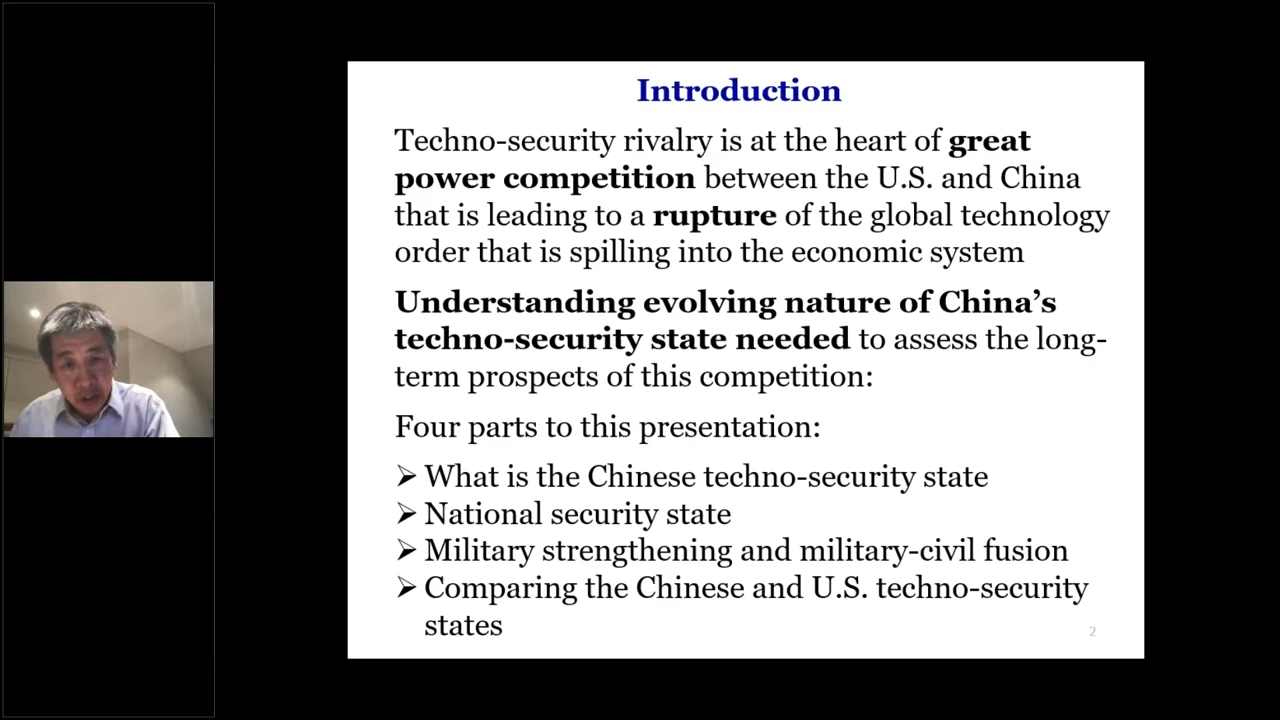 Introduction
Techno-security rivalry is at the heart of great
power competition between the U.S. and China
that is leading to a rupture of the global technology
order that is spilling into the economic system
Understanding evolving nature of China’s
techno-security state needed to assess the long-
term prospects of this competition:
Four parts to this presentation:
➢ What is the Chinese techno-security state
➢ National security state
➢ Military strengthening and military-civil fusion
➢ Comparing the Chinese and U.S. techno-security
states
2